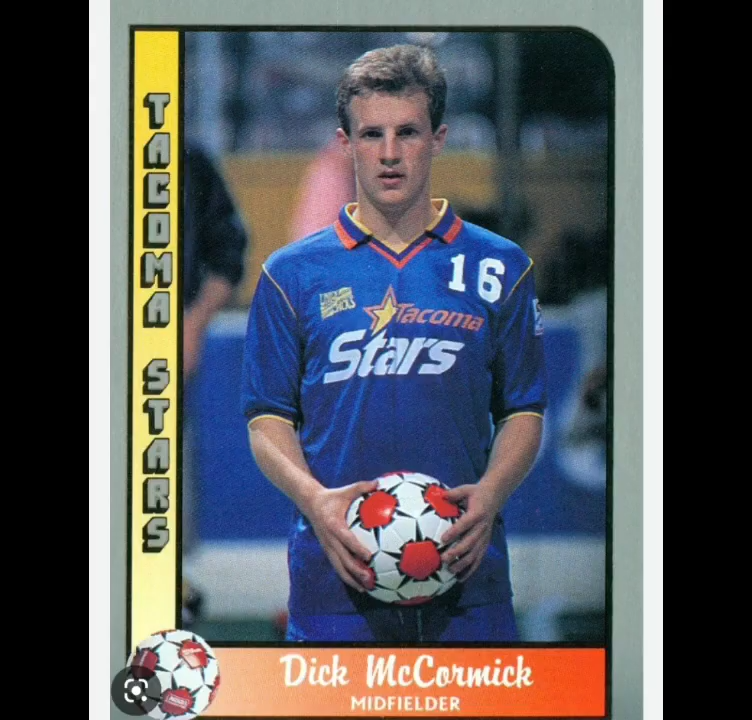 TACOMA STARS
16
Tacoma
Stars
Dick McCormick
MIDFIELDER